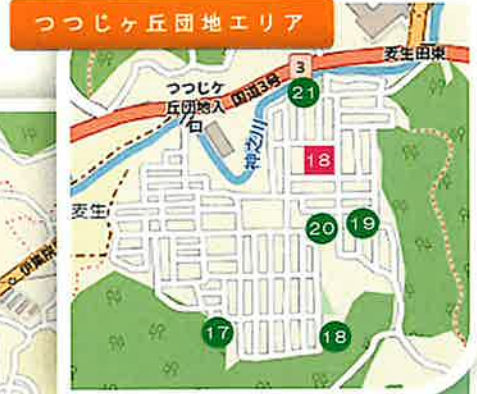 つつじヶ丘団地エリア
麦生田東
3
つつじケ
丘団地入
口
国道3号
21
神之川
18
麦生
20
19
17
18